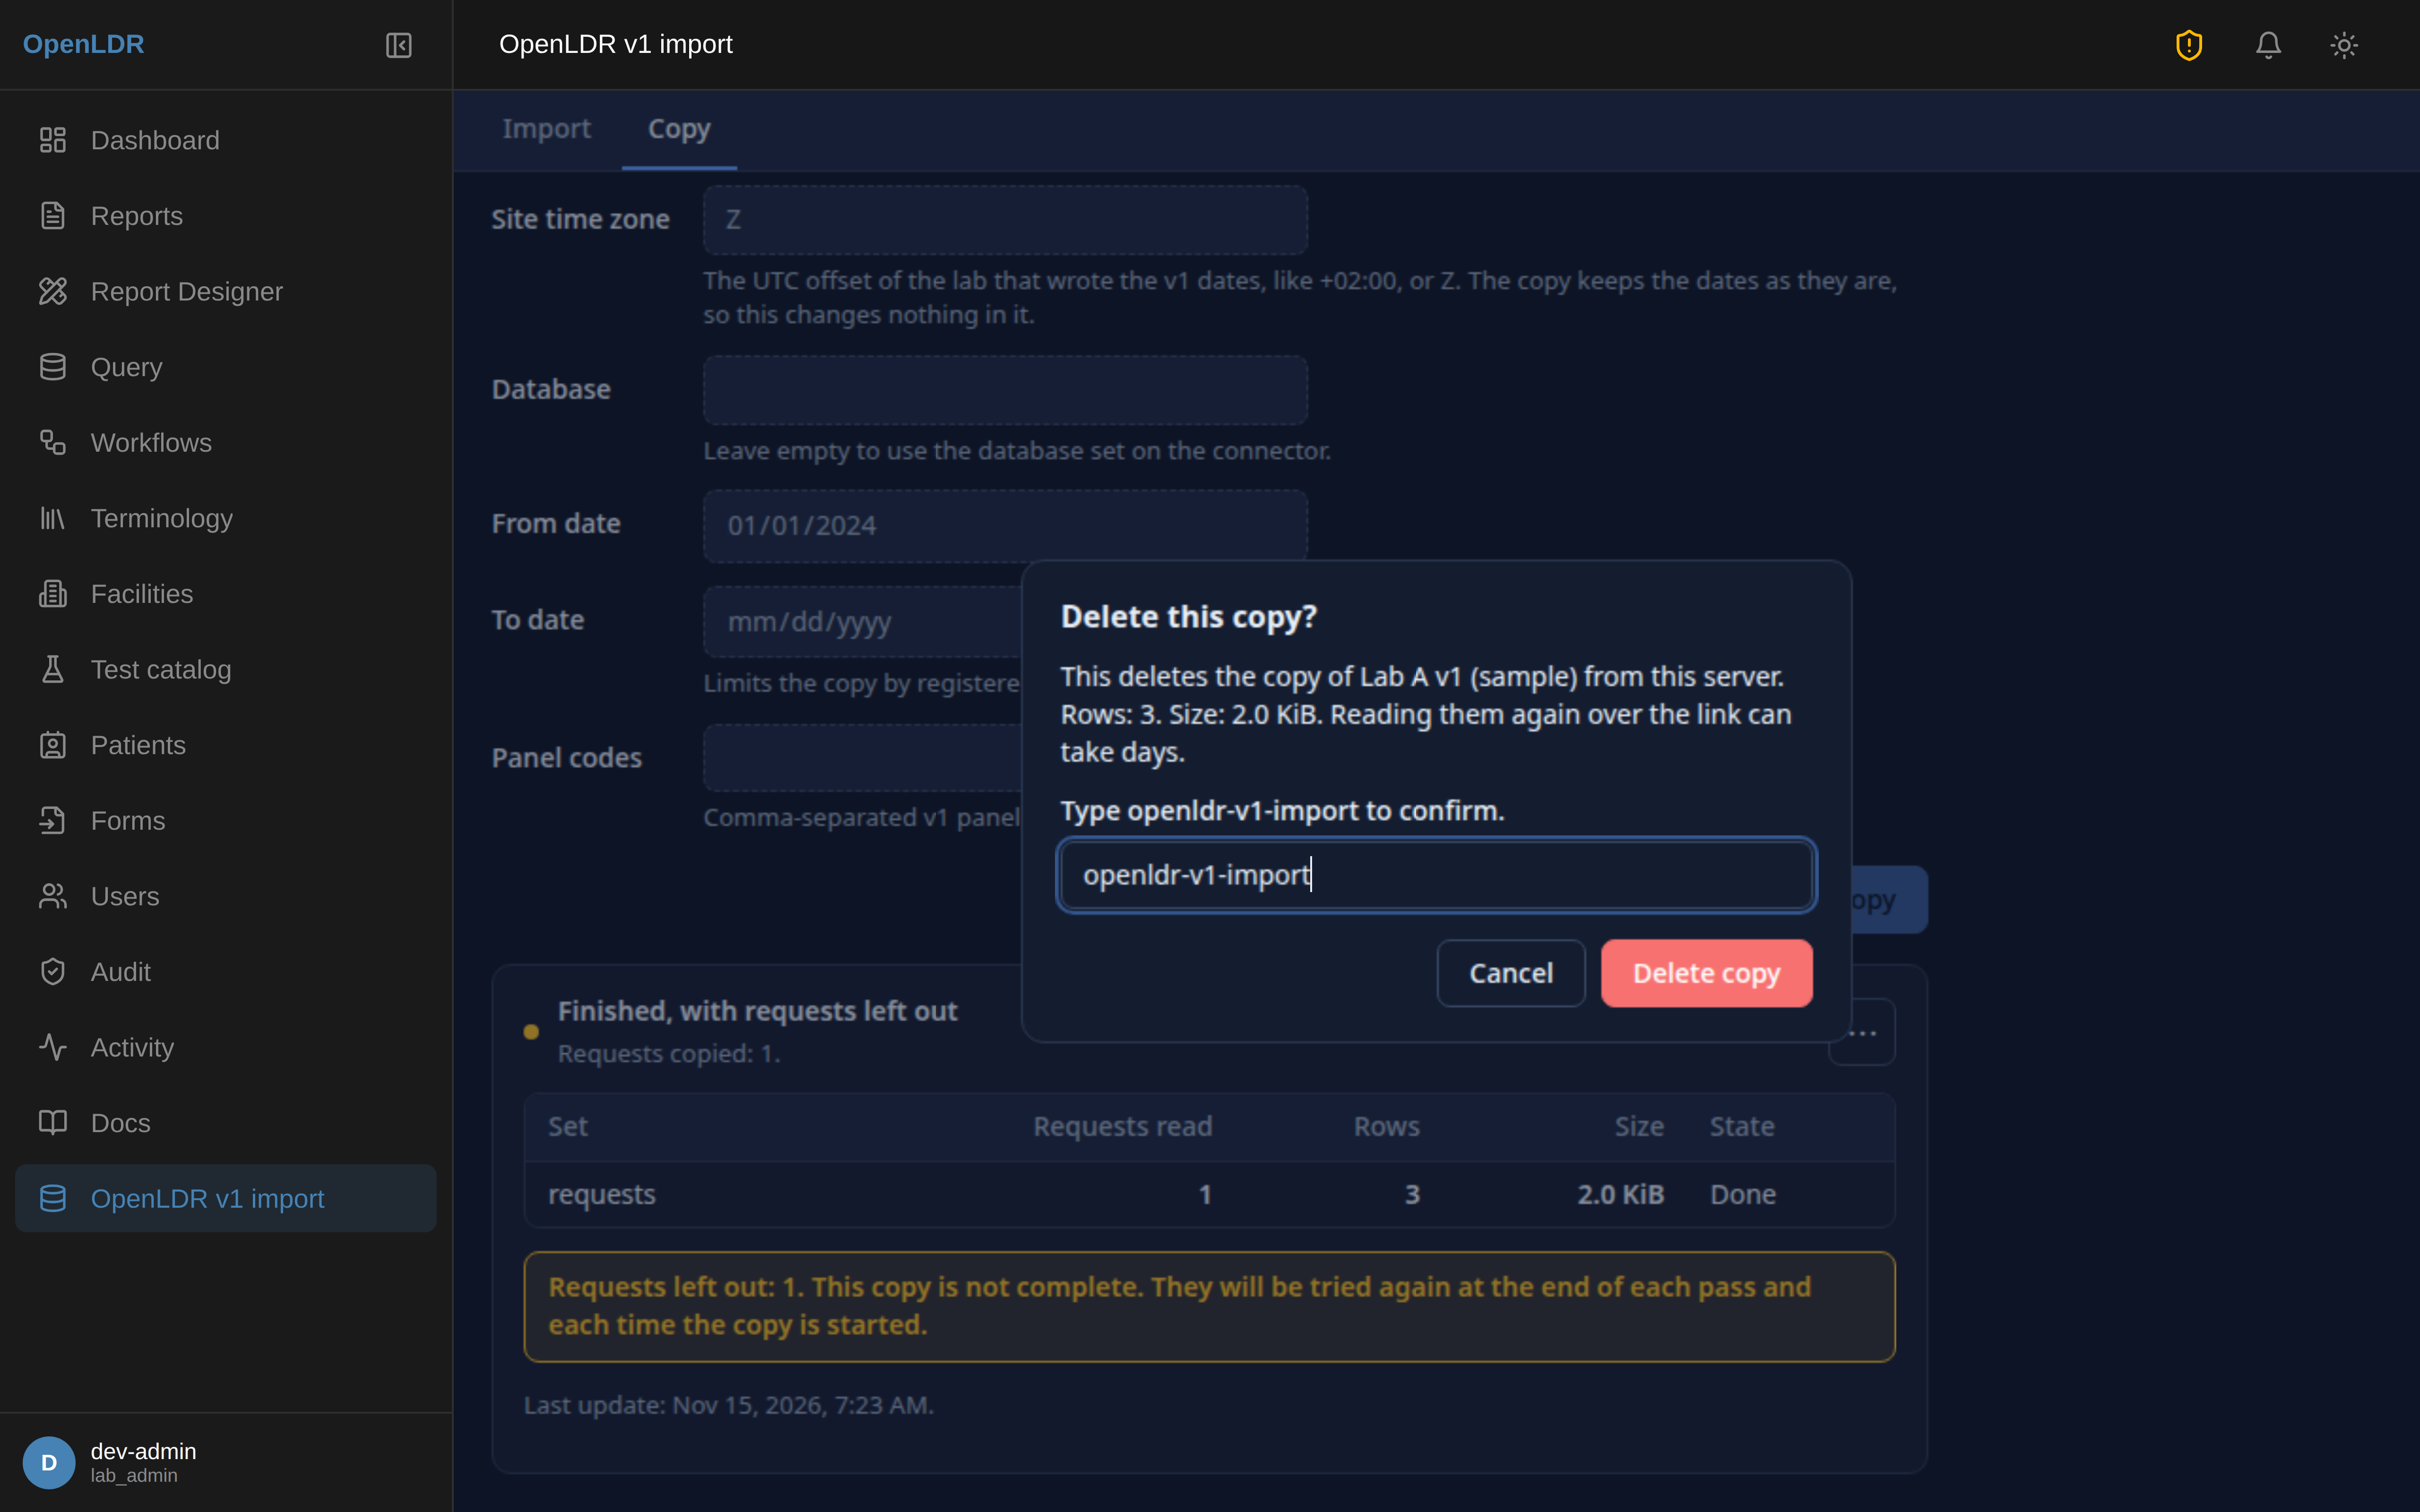 OpenLDR
OpenLDR v1 import
Dashboard
Reports
Report Designer
Query
Workflows
Terminology
Facilities
Test catalog
Patients
Forms
Users
Audit
Activity
Docs
OpenLDR v1 import
D
dev-admin
lab_admin
Import
Copy
Site time zone
Z
The UTC offset of the lab that wrote the v1 dates, like +02:00, or Z. The copy keeps the dates as they are,
so this changes nothing in it.
Database
Leave empty to use the database set on the connector.
From date
01/01/2024
To date
mm/dd/yyyy
Limits the copy by registere
Panel codes
Comma-separated v1 panel
opy
Delete this copy?
This deletes the copy of Lab A v1 (sample) from this server.
Rows: 3. Size: 2.0 KiB. Reading them again over the link can
take days.
Type openldr-v1-import to confirm.
openldr-v1-import
Cancel
Delete copy
Finished, with requests left out
Requests copied: 1.
Set Requests read Rows Size State
requests 1 3 2.0 KiB Done
Requests left out: 1. This copy is not complete. They will be tried again at the end of each pass and
each time the copy is started.
Last update: Nov 15, 2026, 7:23 AM.